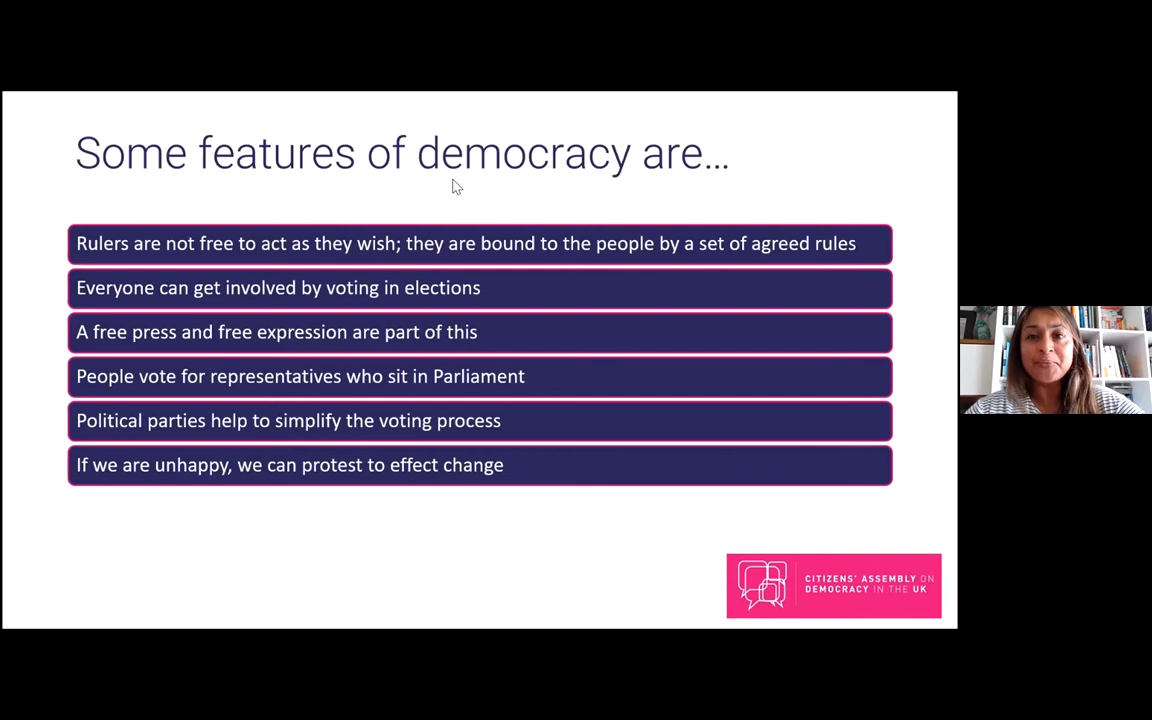 Some features of democracy are...
Rulers are not free to act as they wish; they are bound to the people by a set of agreed rules
Everyone can get involved by voting in elections
A free press and free expression are part of this
People vote for representatives who sit in Parliament
Political parties help to simplify the voting process
If we are unhappy, we can protest to effect change
CITIZENS' ASSEMBLY ON
DEMOCRACY IN THE UK